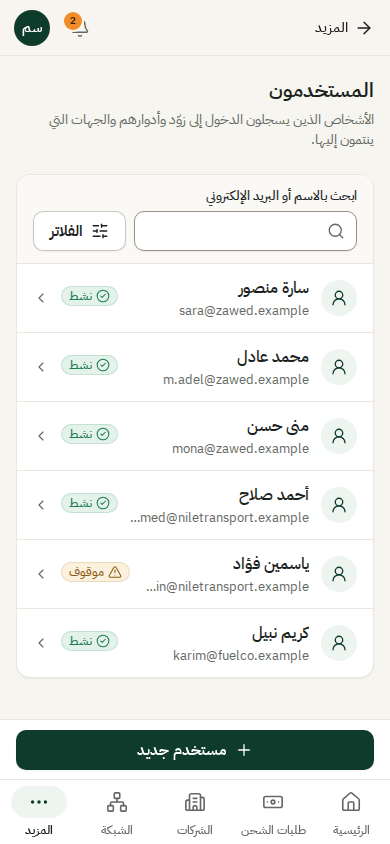 المزيد
2
سم
المستخدمون
الأشخاص الذين يسجلون الدخول إلى زوّد وأدوارهم والجهات التي
ينتمون إليها.
ابحث بالاسم أو البريد الإلكتروني
الفلاتر
سارة منصور
sara@zawed.example
نشط
محمد عادل
m.adel@zawed.example
نشط
منى حسن
mona@zawed.example
نشط
أحمد صلاح
...med@niletransport.example
نشط
ياسمين فؤاد
...in@niletransport.example
موقوف
كريم نبيل
karim@fuelco.example
نشط
مستخدم جديد
الرئيسية
طلبات الشحن
الشركات
الشبكة
المزيد